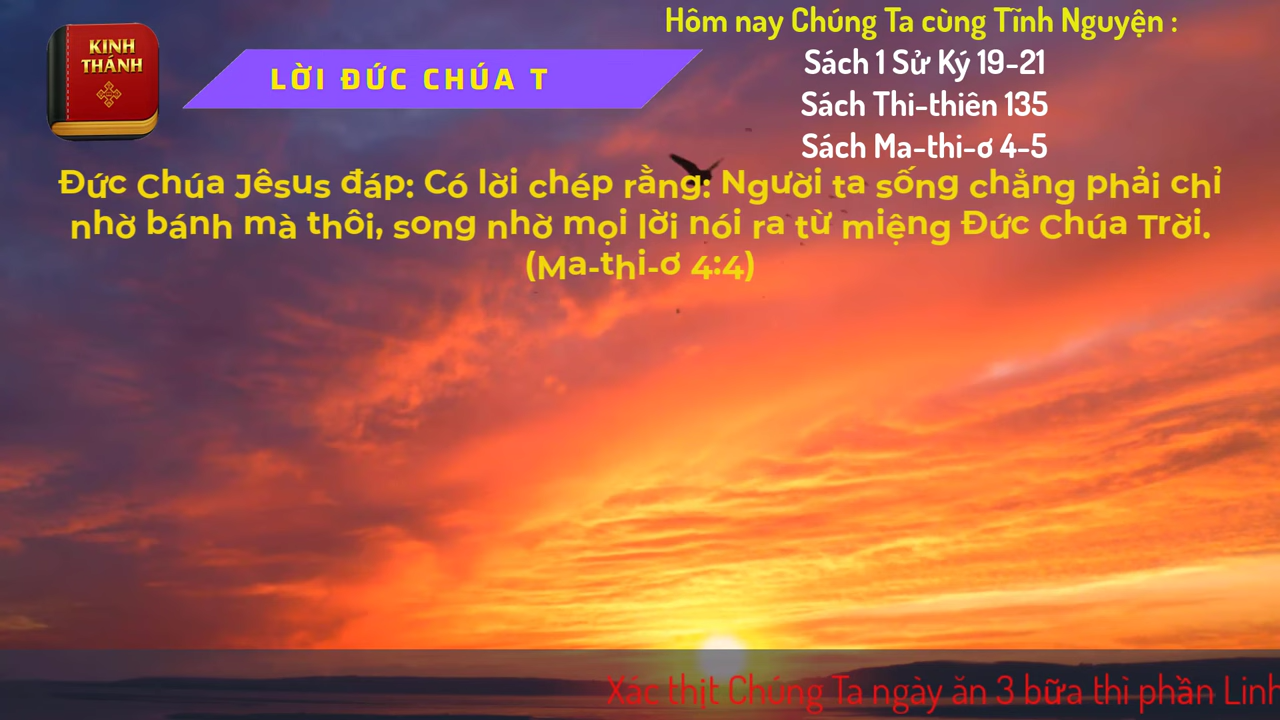 KINH
THÁNH
LỜI ĐỨC CHÚA T
Hôm nay Chúng Ta cùng Tĩnh Nguyện :
Sách 1 Sử Ký 19-21
Sách Thi-thiên 135
Sách Ma-thi-ơ 4-5
Đức Chúa Jêsus đáp: Có lời chép rằng: Người ta sống chẳng phải chỉ
nhờ bánh mà thôi, song nhờ mọi lời nói ra từ miệng Đức Chúa Trời.
(Ma-thi-ơ 4:4)
Xác thịt Chúng Ta ngày ăn 3 bữa thì phần Linh